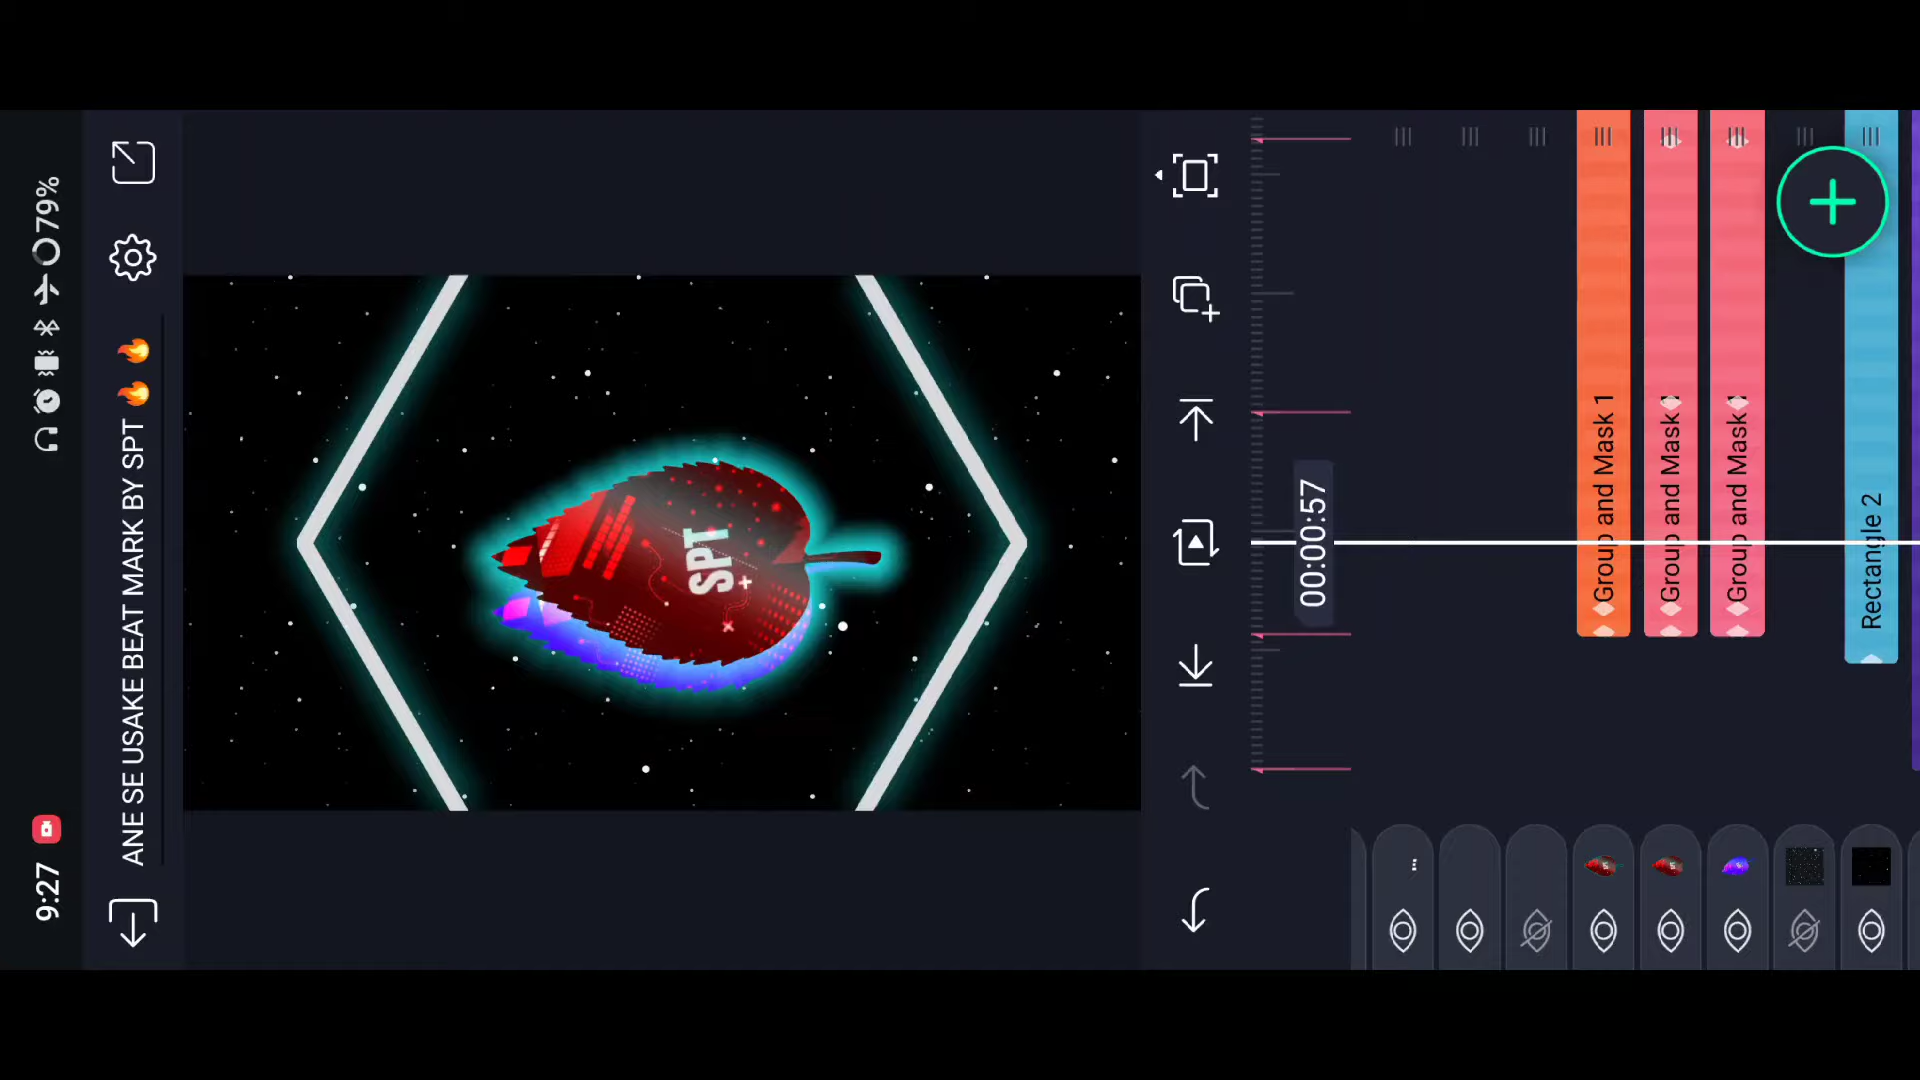 9:27
79%
ANE SE USAKE BEAT MARK BY SPT 🔥 🔥
SPT
00:00:57
Group and Mask 1
Group and Mask
Group and Mask
Rectangle 2